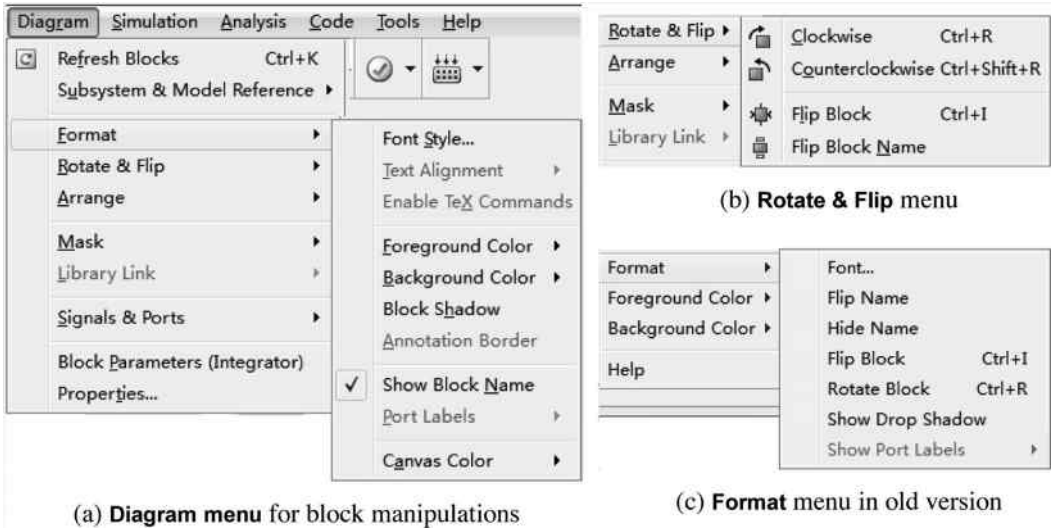 Diagram Simulation Analysis Code Tools Help
Refresh Blocks Ctrl+K
Subsystem & Model Reference
Format
Rotate & Flip
Arrange
Mask
Library Link
Signals & Ports
Block Parameters (Integrator)
Properties...
Font Style...
Text Alignment
Enable TeX Commands
Foreground Color
Background Color
Block Shadow
Annotation Border
Show Block Name
Port Labels
Canvas Color
(a) Diagram menu for block manipulations
Rotate & Flip
Arrange
Mask
Library Link
Clockwise Ctrl+R
Counterclockwise Ctrl+Shift+R
Flip Block Ctrl+I
Flip Block Name
(b) Rotate & Flip menu
Format
Foreground Color
Background Color
Help
Font...
Flip Name
Hide Name
Flip Block Ctrl+I
Rotate Block Ctrl+R
Show Drop Shadow
Show Port Labels
(c) Format menu in old version